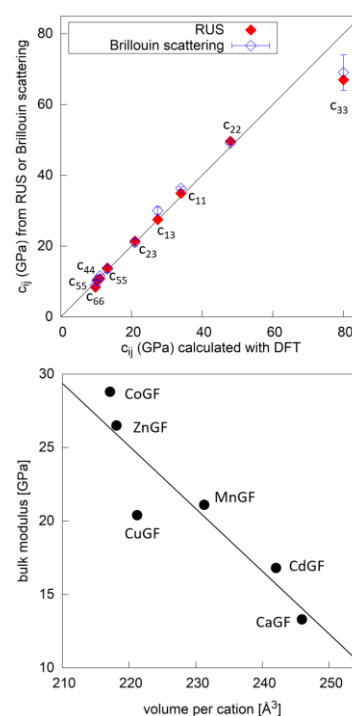 RUS
Brillouin scattering
80
60
40
20
0
c₃₃
c₂₂
c₁₁
c₁₃
c₂₃
c₄₄
c₅₅
c₅₅
c₆₆
0 20 40 60 80
cᵢⱼ (GPa) from RUS or Brillouin scattering
cᵢⱼ (GPa) calculated with DFT
30
25
20
15
10
CoGF
ZnGF
MnGF
CuGF
CdGF
CaGF
210 220 230 240 250
bulk modulus [GPa]
volume per cation [Å³]